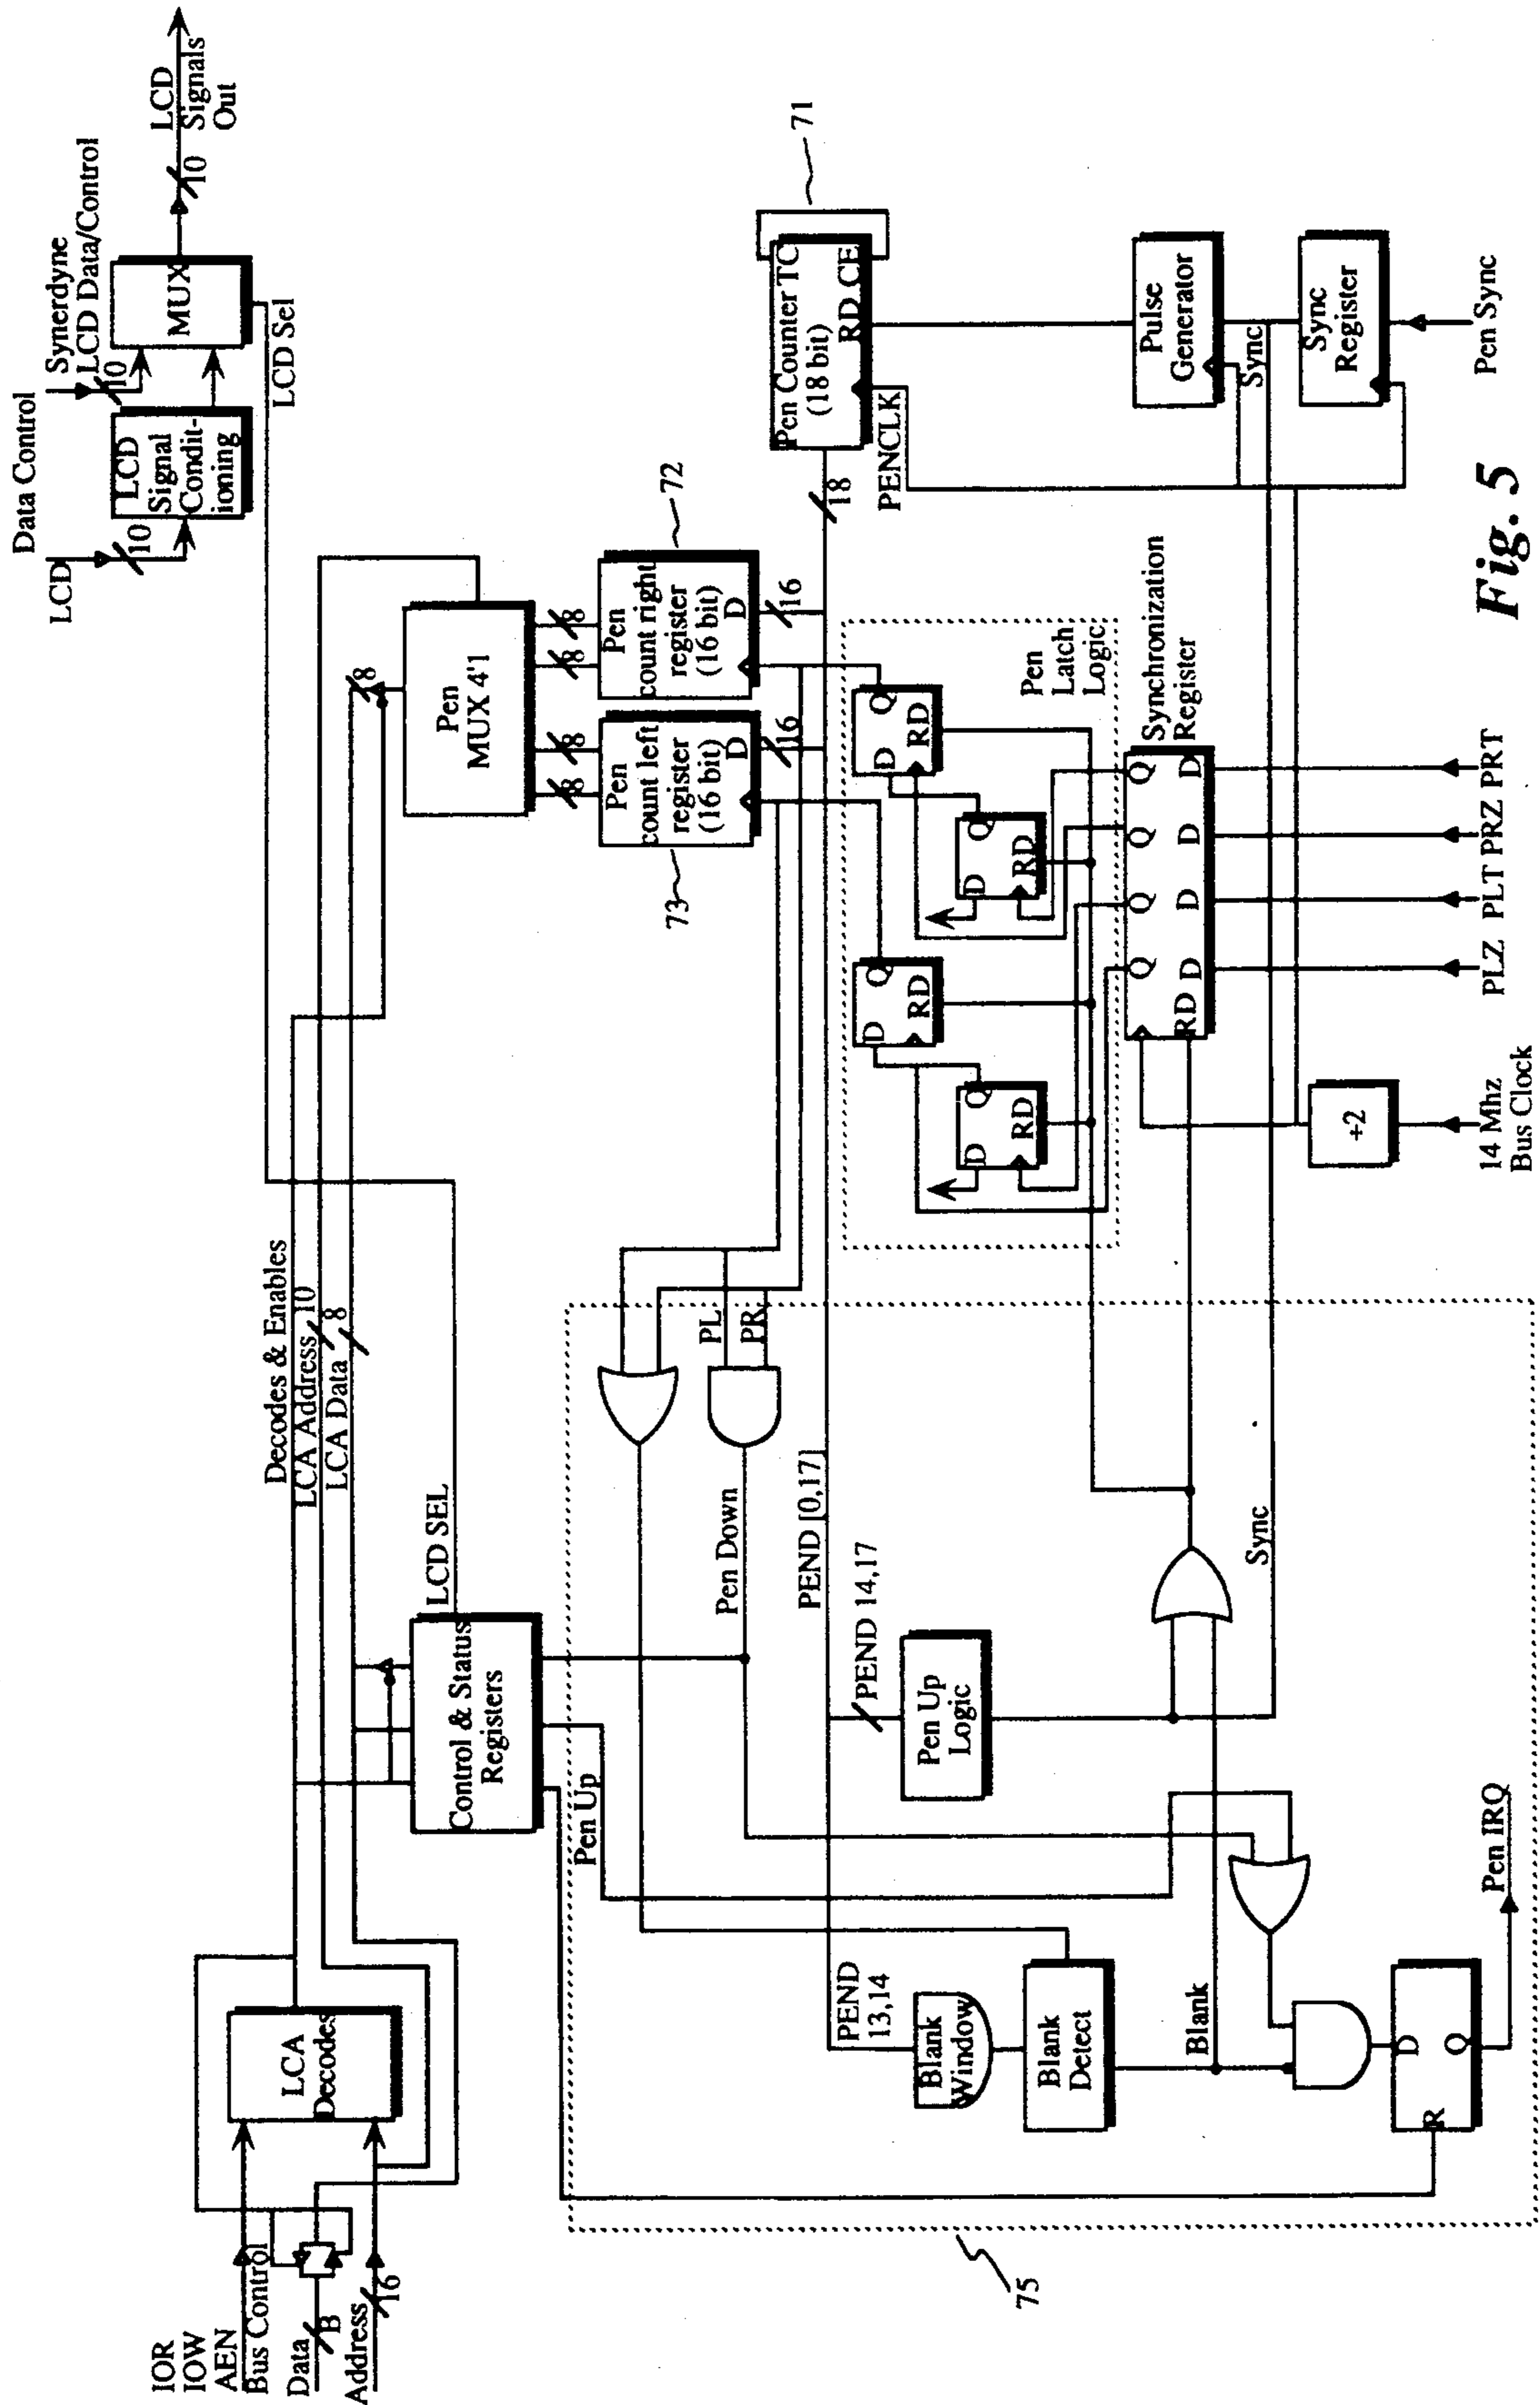 IOR
IOW
AEN
Bus Control
Data
B
Address
16
LCA
Decodes
Decodes & Enables
LCA Address
10
LCA Data
8
LCD SEL
Control & Status
Registers
Pen Up
Data Control
LCD
10
LCD
Signal
Condit-
ioning
Synerdyne
LCD Data/Control
10
MUX
LCD Sel
10
LCD
Signals
Out
8
Pen
MUX 4'1
8
8
8
8
Pen
count left
register
(16 bit)
D
73
Pen
count right
register
(16 bit)
D
72
16
16
Pen Counter TC
(18 bit)
RD CE
71
18
PENCLK
PL
PR
Pen Down
PEND [0,17]
PEND 14,17
Pen Up
Logic
PEND
13,14
Blank
Window
Blank
Detect
Blank
Sync
D
Q
R
Pen IRQ
75
D
Q
RD
D
Q
RD
D
Q
RD
D
Q
RD
Pen
Latch
Logic
Synchronization
Register
Q
Q
Q
Q
RD
D
D
D
D
PLZ
PLT
PRZ
PRT
÷2
14 Mhz
Bus Clock
Pulse
Generator
Sync
Sync
Register
Pen Sync
Fig. 5